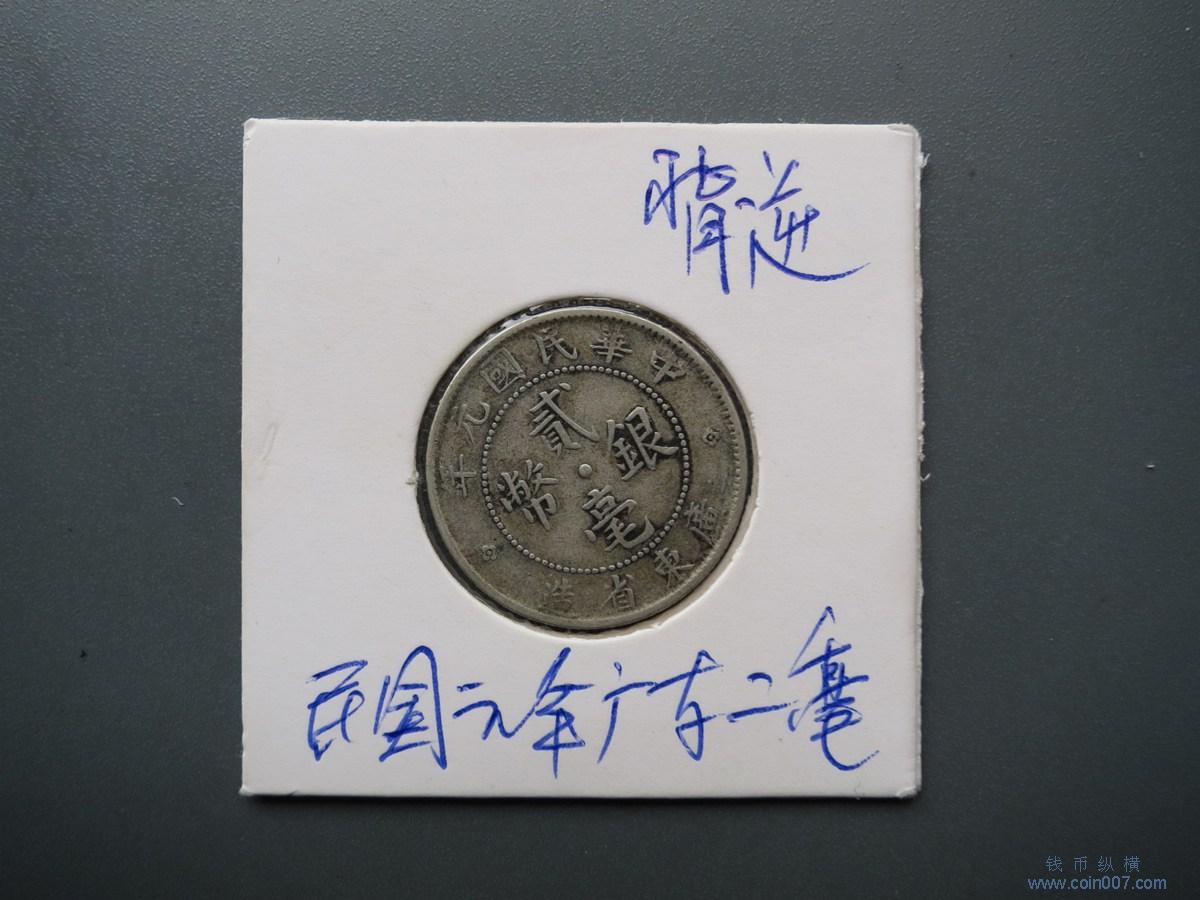 背逆
中華民國元年
貳毫銀幣
廣東省造
民国元年广东二毫
钱币纵横
www.coin007.com